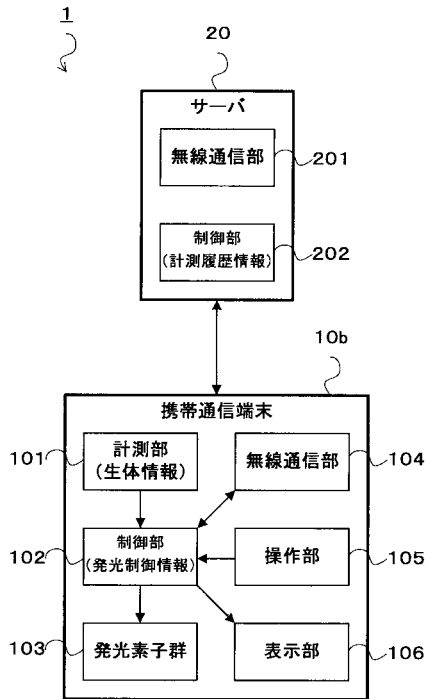 1
20
サーバ
無線通信部
201
制御部
(計測履歴情報)
202
10b
携帯通信端末
101
計測部
(生体情報)
無線通信部
104
102
制御部
(発光制御情報)
操作部
105
103
発光素子群
表示部
106